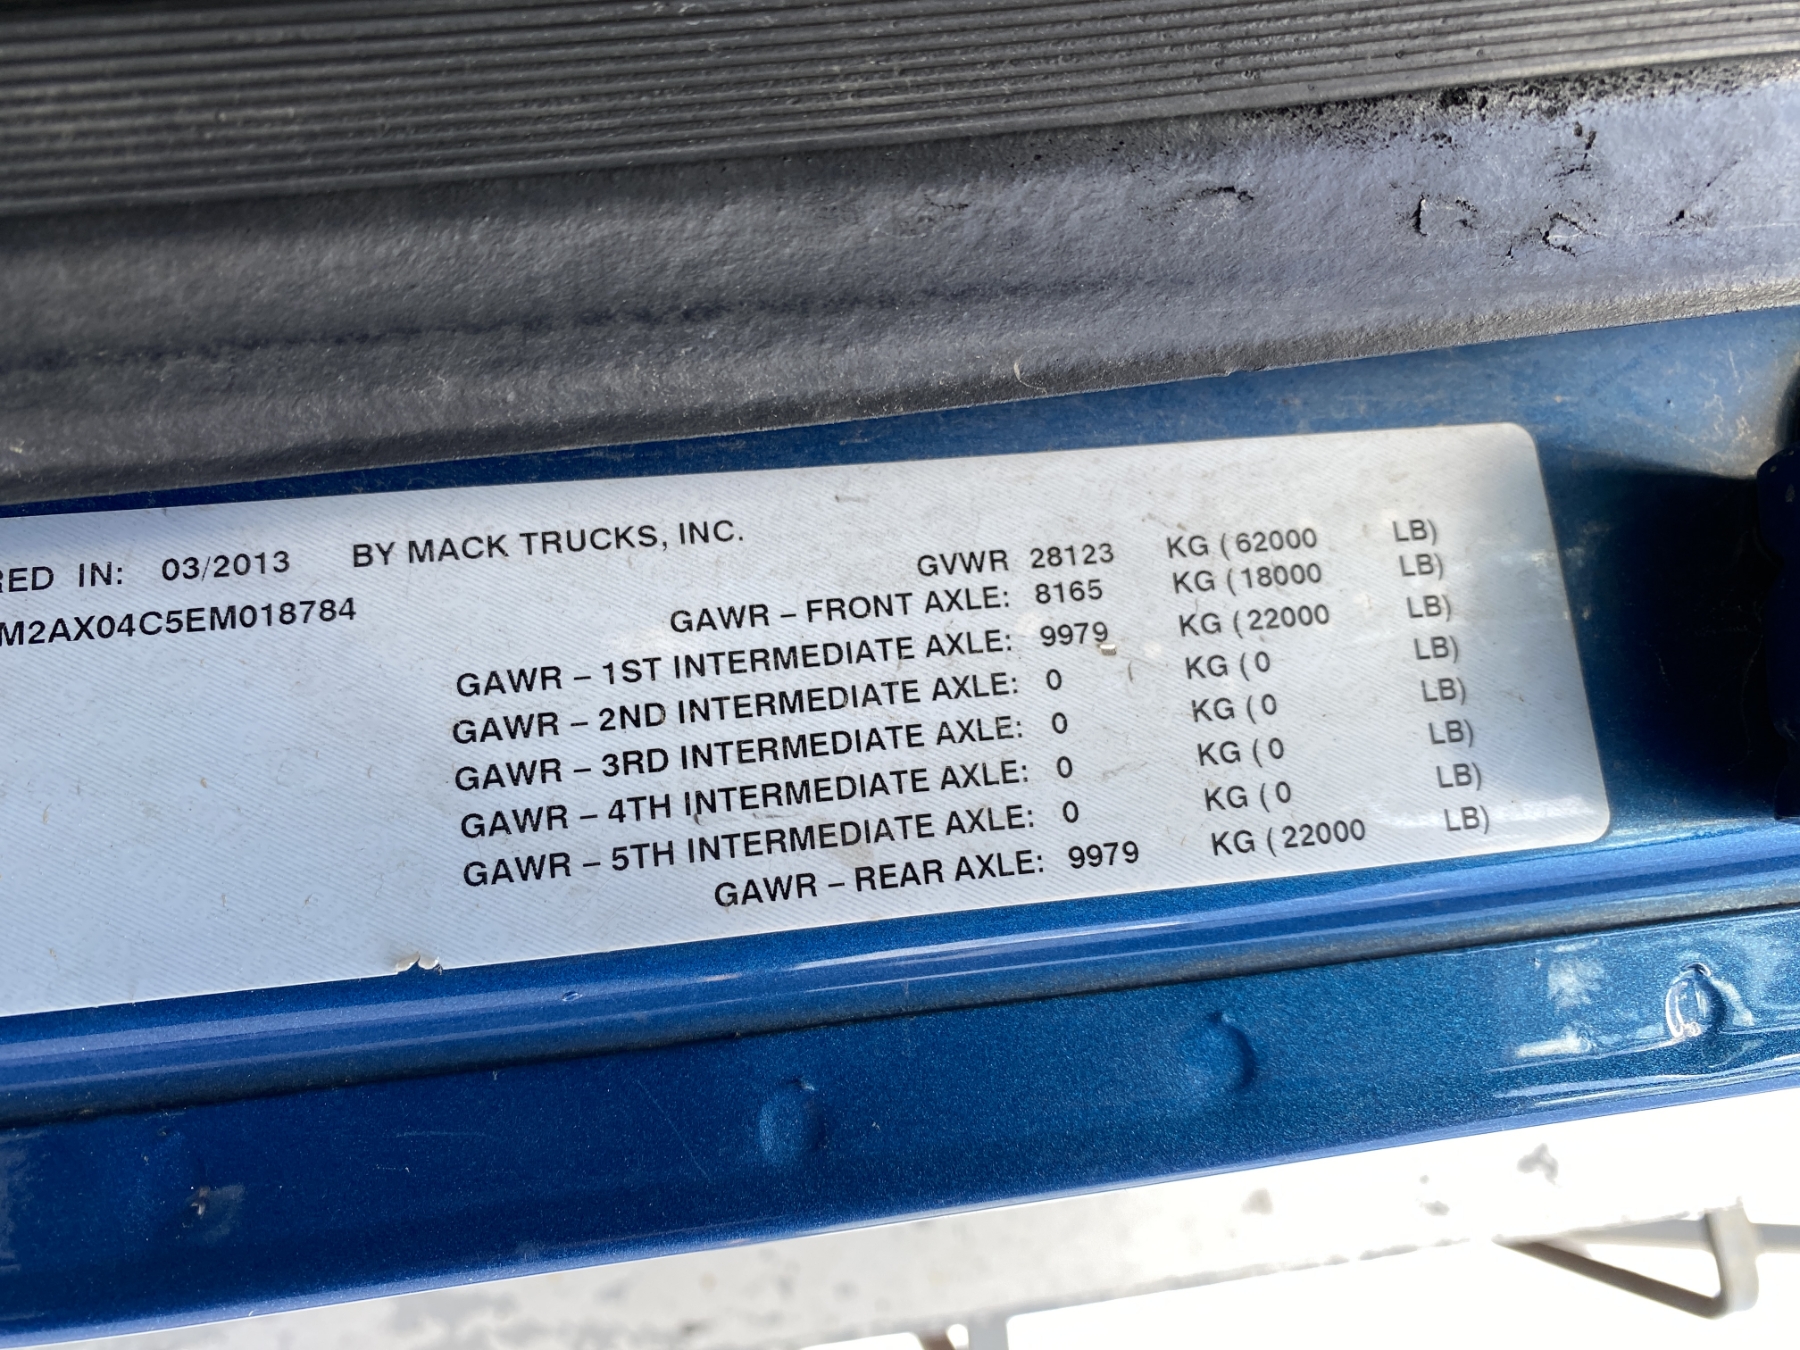 RED IN: 03/2013 BY MACK TRUCKS, INC.
M2AX04C5EM018784
GVWR 28123 KG (62000 LB)
GAWR – FRONT AXLE: 8165 KG (18000 LB)
GAWR – 1ST INTERMEDIATE AXLE: 9979 KG (22000 LB)
GAWR – 2ND INTERMEDIATE AXLE: 0 KG (0 LB)
GAWR – 3RD INTERMEDIATE AXLE: 0 KG (0 LB)
GAWR – 4TH INTERMEDIATE AXLE: 0 KG (0 LB)
GAWR – 5TH INTERMEDIATE AXLE: 0 KG (0 LB)
GAWR – REAR AXLE: 9979 KG (22000 LB)